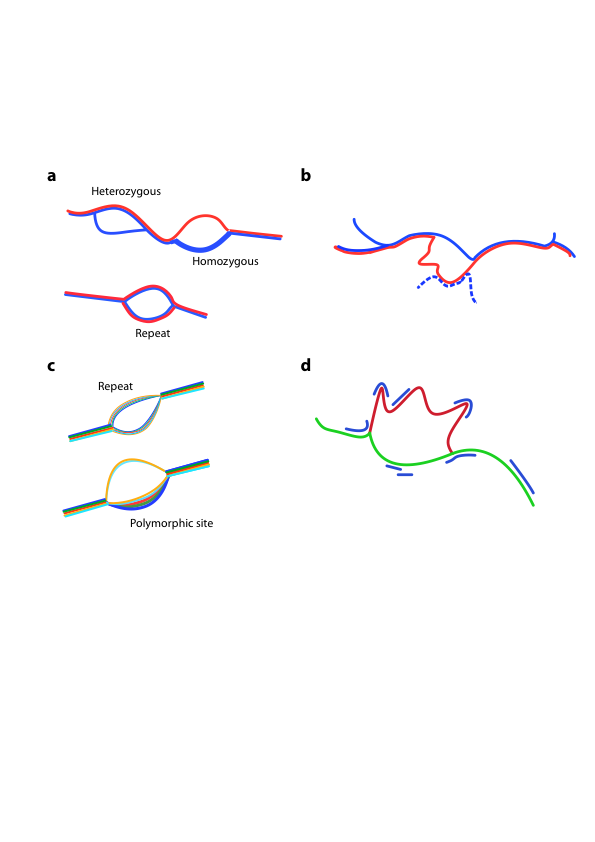 a
Heterozygous
Homozygous
Repeat
b
c
Repeat
Polymorphic site
d